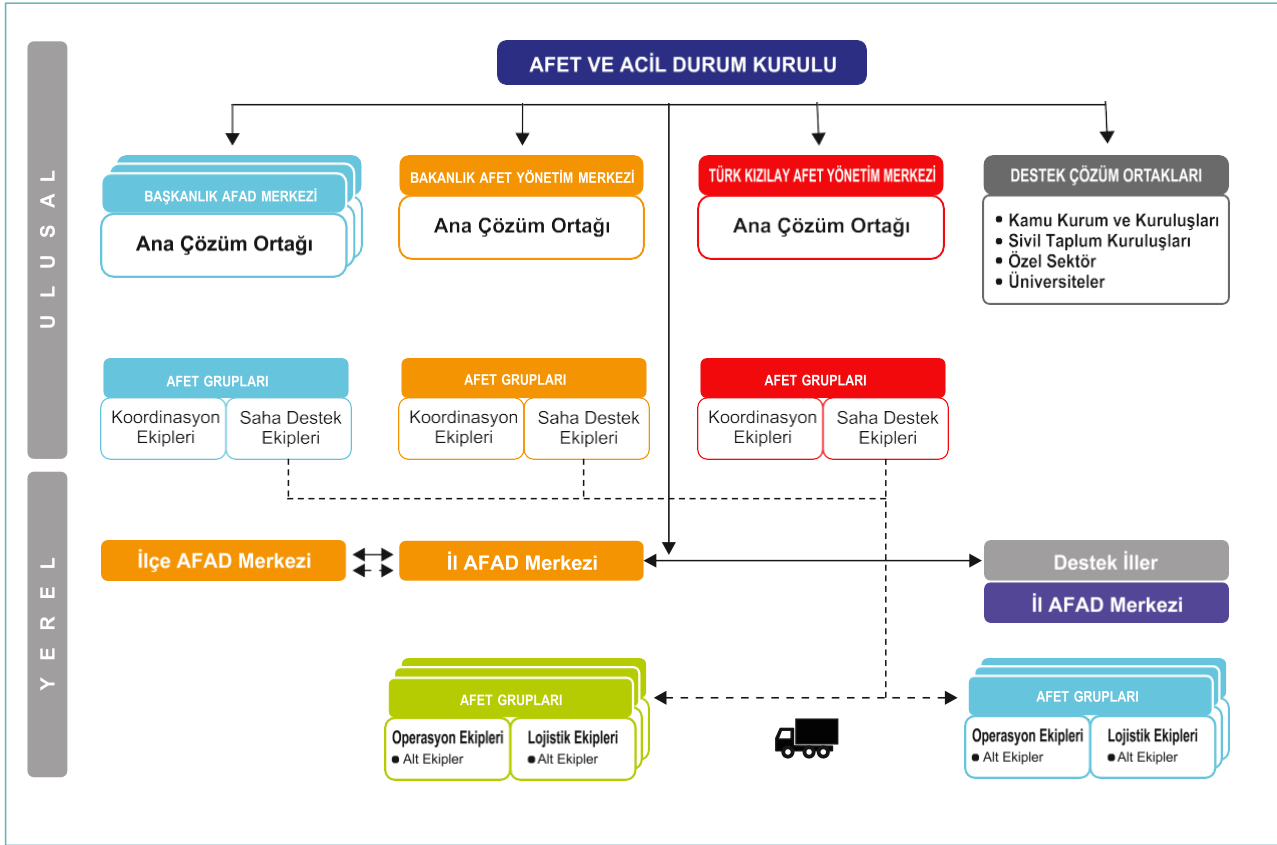 AFET VE ACİL DURUM KURULU
ULUSAL
BAŞKANLIK AFAD MERKEZİ
Ana Çözüm Ortağı
BAKANLIK AFET YÖNETİM MERKEZİ
Ana Çözüm Ortağı
TÜRK KIZILAY AFET YÖNETİM MERKEZİ
Ana Çözüm Ortağı
DESTEK ÇÖZÜM ORTAKLARI
• Kamu Kurum ve Kuruluşları
• Sivil Taplum Kuruluşları
• Özel Sektör
• Üniversiteler
AFET GRUPLARI
Koordinasyon
Ekipleri
Saha Destek
Ekipleri
AFET GRUPLARI
Koordinasyon
Ekipleri
Saha Destek
Ekipleri
AFET GRUPLARI
Koordinasyon
Ekipleri
Saha Destek
Ekipleri
YEREL
İlçe AFAD Merkezi
İl AFAD Merkezi
Destek İller
İl AFAD Merkezi
AFET GRUPLARI
Operasyon Ekipleri
• Alt Ekipler
Lojistik Ekipleri
• Alt Ekipler
AFET GRUPLARI
Operasyon Ekipleri
• Alt Ekipler
Lojistik Ekipleri
• Alt Ekipler